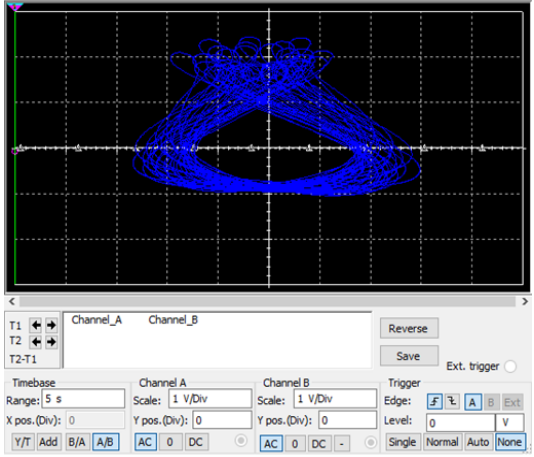 Channel_A Channel_B
T1
T2
T2-T1
Reverse
Save
Ext. trigger
Timebase
Range: 5 s
X pos.(Div): 0
Y/T Add B/A A/B
Channel A
Scale: 1 V/Div
Y pos.(Div): 0
AC 0 DC
Channel B
Scale: 1 V/Div
Y pos.(Div): 0
AC 0 DC -
Trigger
Edge: A B Ext
Level: 0 V
Single Normal Auto None